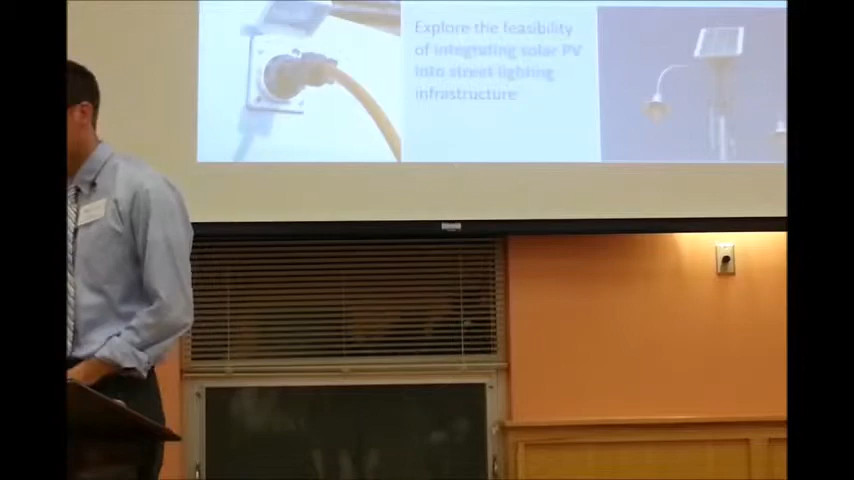 Explore the feasibility
of integrating solar PV
into street lighting
infrastructure